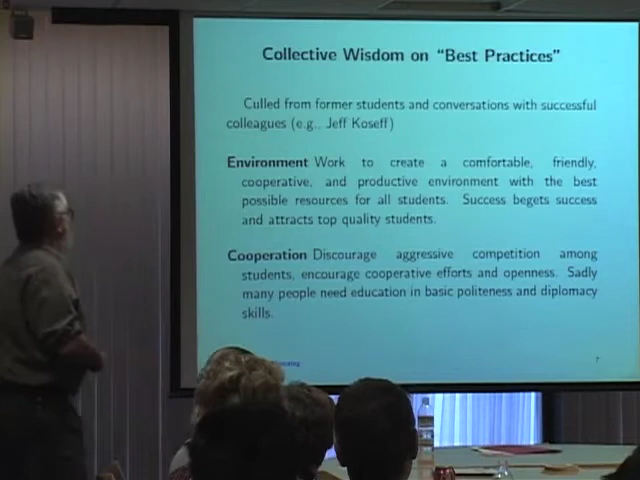 Collective Wisdom on “Best Practices”
Culled from former students and conversations with successful
colleagues (e.g., Jeff Koseff)
Environment Work to create a comfortable, friendly,
cooperative, and productive environment with the best
possible resources for all students. Success begets success
and attracts top quality students.
Cooperation Discourage aggressive competition among
students, encourage cooperative efforts and openness. Sadly
many people need education in basic politeness and diplomacy
skills.